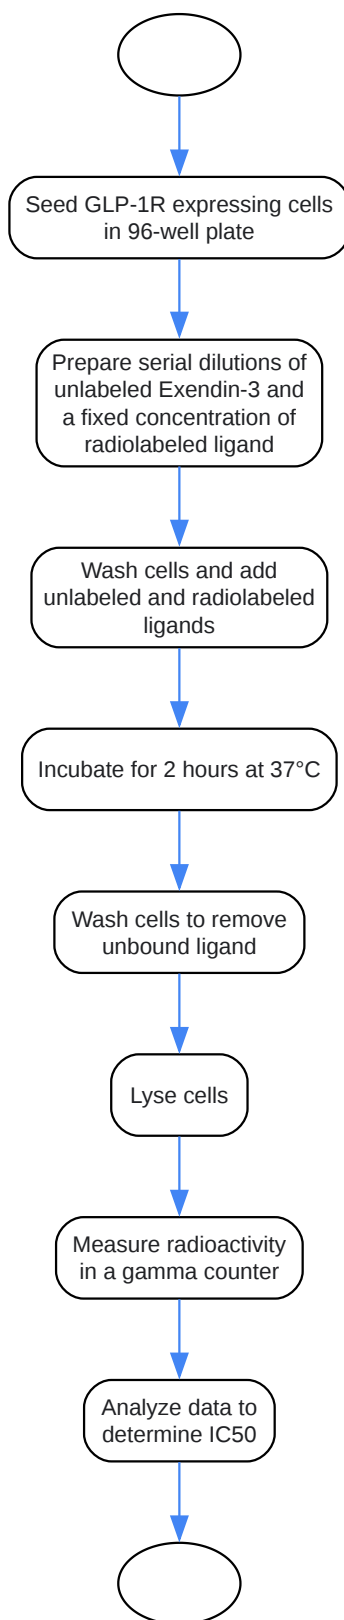 Seed GLP-1R expressing cells
in 96-well plate
Prepare serial dilutions of
unlabeled Exendin-3 and
a fixed concentration of
radiolabeled ligand
Wash cells and add
unlabeled and radiolabeled
ligands
Incubate for 2 hours at 37°C
Wash cells to remove
unbound ligand
Lyse cells
Measure radioactivity
in a gamma counter
Analyze data to
determine IC50